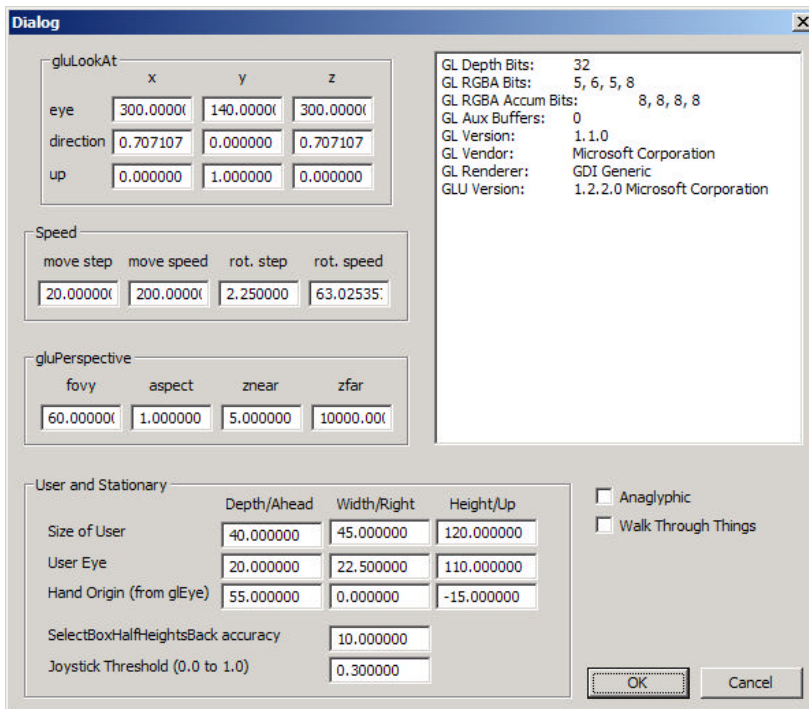 Dialog
gluLookAt
x y z
eye 300.0000( 140.0000( 300.0000(
direction 0.707107 0.000000 0.707107
up 0.000000 1.000000 0.000000
Speed
move step move speed rot. step rot. speed
20.00000( 200.0000( 2.250000 63.02535
gluPerspective
fovy aspect znear zfar
60.00000( 1.000000 5.000000 10000.00(
GL Depth Bits: 32
GL RGBA Bits: 5, 6, 5, 8
GL RGBA Accum Bits: 8, 8, 8, 8
GL Aux Buffers: 0
GL Version: 1.1.0
GL Vendor: Microsoft Corporation
GL Renderer: GDI Generic
GLU Version: 1.2.2.0 Microsoft Corporation
User and Stationary
Depth/Ahead Width/Right Height/Up
Size of User 40.000000 45.000000 120.000000
User Eye 20.000000 22.500000 110.000000
Hand Origin (from glEye) 55.000000 0.000000 -15.000000
SelectBoxHalfHeightsBack accuracy 10.000000
Joystick Threshold (0.0 to 1.0) 0.300000
Anaglyphic
Walk Through Things
OK Cancel